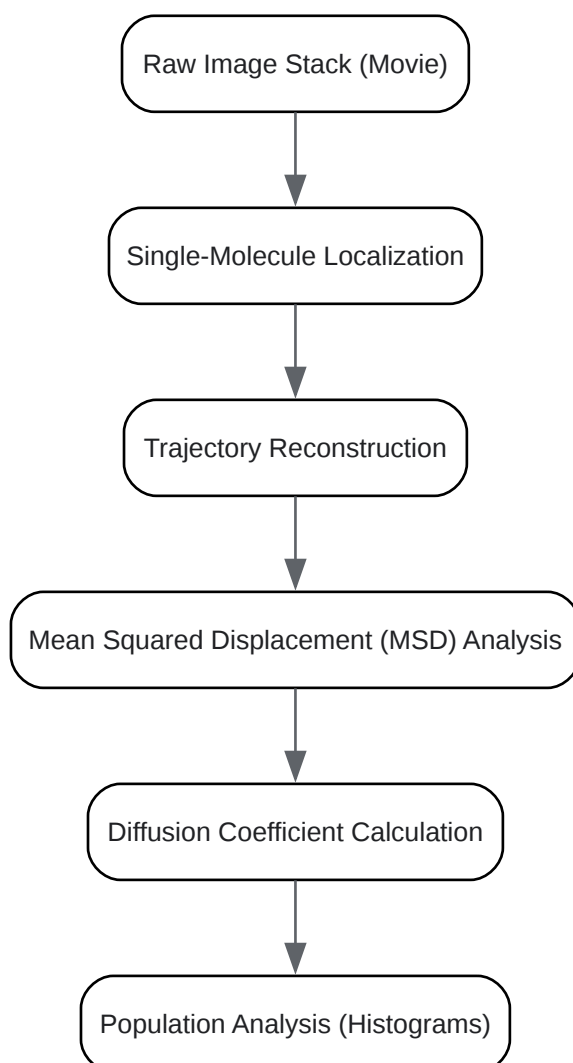 Raw Image Stack (Movie)
Single-Molecule Localization
Trajectory Reconstruction
Mean Squared Displacement (MSD) Analysis
Diffusion Coefficient Calculation
Population Analysis (Histograms)